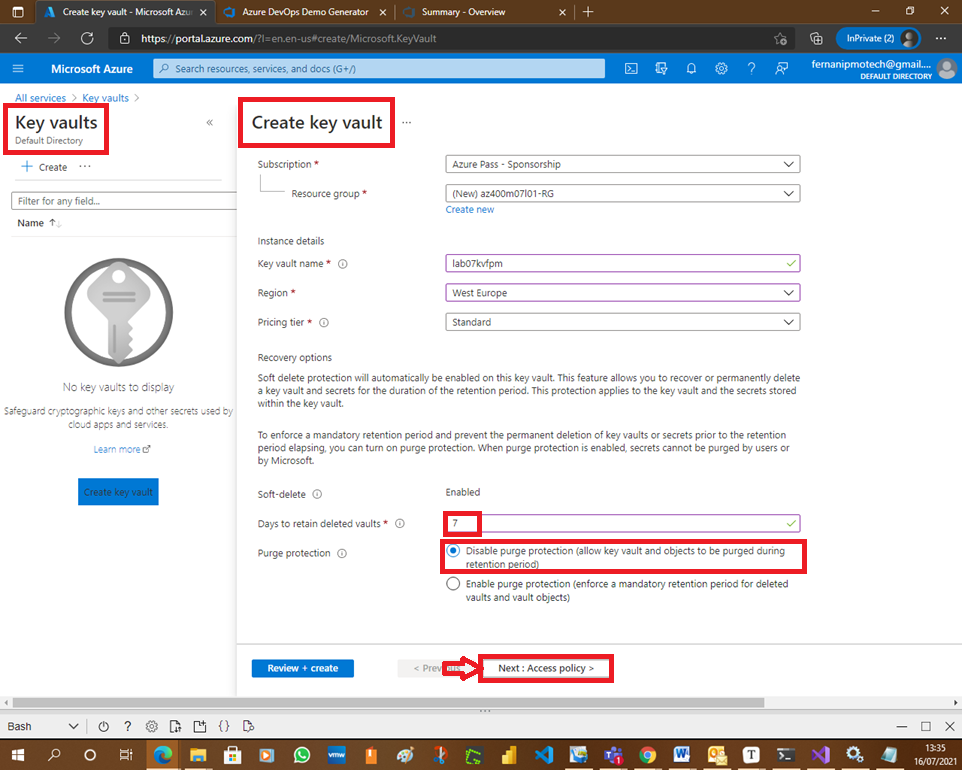 Create key vault - Microsoft Azu
Azure DevOps Demo Generator
Summary - Overview
https://portal.azure.com/?l=en.en-us#create/Microsoft.KeyVault
InPrivate (2)
Microsoft Azure
Search resources, services, and docs (G+/)
fernanipmotech@gmail....
DEFAULT DIRECTORY
All services > Key vaults >
Key vaults
Default Directory
Create
Filter for any field...
Name
No key vaults to display
Safeguard cryptographic keys and other secrets used by
cloud apps and services.
Learn more
Create key vault
Create key vault ...
Subscription *
Azure Pass - Sponsorship
Resource group *
(New) az400m07l01-RG
Create new
Instance details
Key vault name *
lab07kvfpm
Region *
West Europe
Pricing tier *
Standard
Recovery options
Soft delete protection will automatically be enabled on this key vault. This feature allows you to recover or permanently delete
a key vault and secrets for the duration of the retention period. This protection applies to the key vault and the secrets stored
within the key vault.
To enforce a mandatory retention period and prevent the permanent deletion of key vaults or secrets prior to the retention
period elapsing, you can turn on purge protection. When purge protection is enabled, secrets cannot be purged by users or
by Microsoft.
Soft-delete
Enabled
Days to retain deleted vaults *
7
Purge protection
Disable purge protection (allow key vault and objects to be purged during
retention period)
Enable purge protection (enforce a mandatory retention period for deleted
vaults and vault objects)
Review + create
< Previous
Next : Access policy >
Bash
13:35
16/07/2021